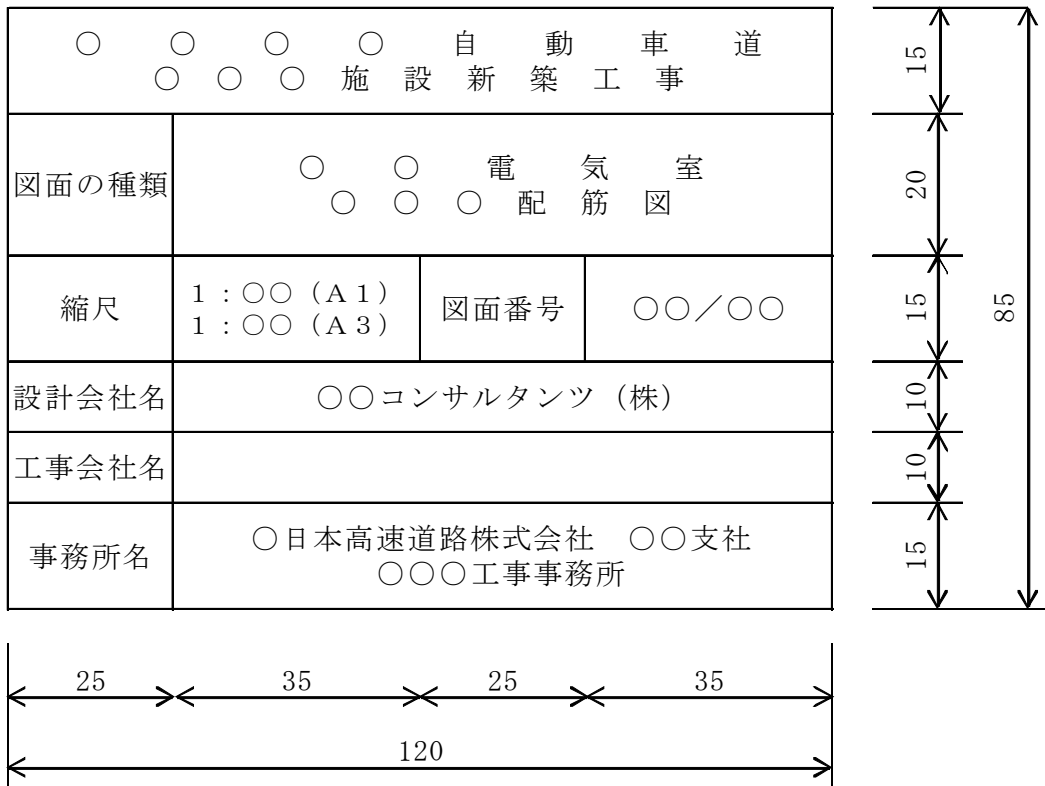 ○ ○ ○ ○ 自 動 車 道
○ ○ ○ 施 設 新 築 工 事
図面の種類
○ ○ 電 気 室
○ ○ ○ 配 筋 図
縮尺
１：○○（Ａ１）
１：○○（Ａ３）
図面番号
○○／○○
設計会社名
○○コンサルタンツ（株）
工事会社名
事務所名
○日本高速道路株式会社　○○支社
○○○工事事務所
15
20
15
10
10
15
85
25 35 25 35
120